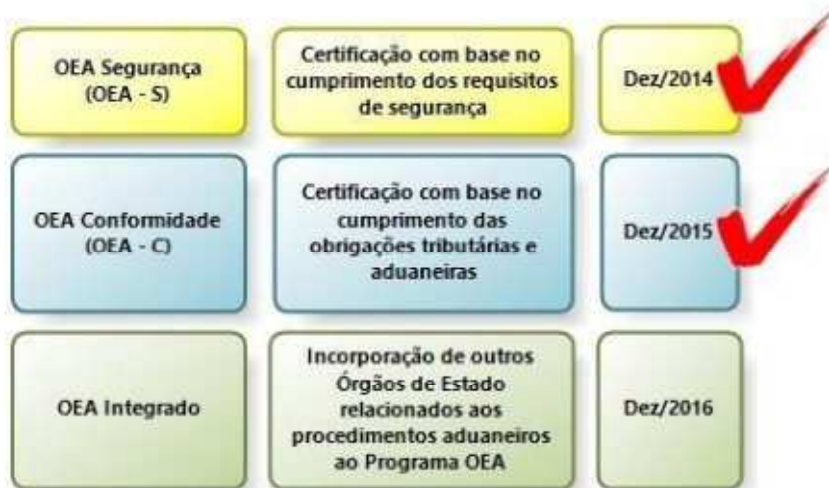 OEA Segurança
(OEA - S)
Certificação com base no
cumprimento dos requisitos
de segurança
Dez/2014
OEA Conformidade
(OEA - C)
Certificação com base no
cumprimento das
obrigações tributárias e
aduaneiras
Dez/2015
OEA Integrado
Incorporação de outros
Órgãos de Estado
relacionados aos
procedimentos aduaneiros
ao Programa OEA
Dez/2016